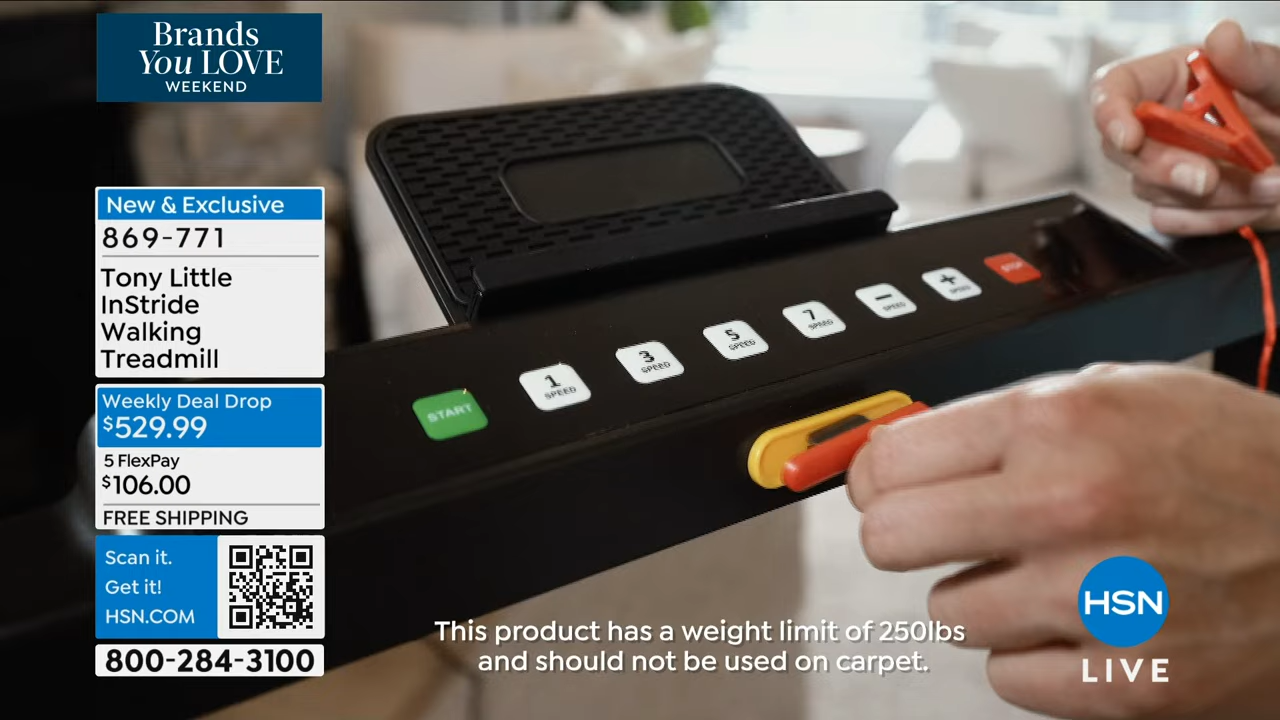 Brands
You LOVE
WEEKEND
New & Exclusive
869-771
Tony Little
InStride
Walking
Treadmill
Weekly Deal Drop
$529.99
5 FlexPay
$106.00
FREE SHIPPING
Scan it.
Get it!
HSN.COM
800-284-3100
START
1
SPEED
3
SPEED
5
SPEED
7
SPEED
−
SPEED
+
SPEED
STOP
This product has a weight limit of 250lbs
and should not be used on carpet.
HSN
LIVE